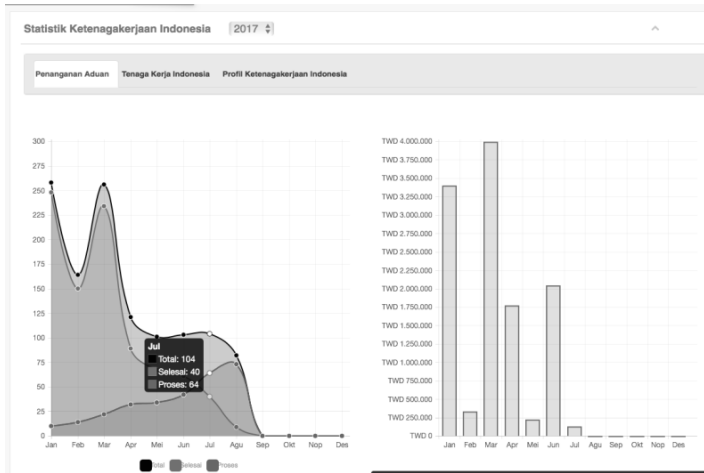 Statistik Ketenagakerjaan Indonesia 2017
Penanganan Aduan Tenaga Kerja Indonesia Profil Ketenagakerjaan Indonesia
300
275
250
225
200
175
150
125
100
75
50
25
0
Jan Feb Mar Apr Mei Jun Jul Agu Sep Okt Nop Des
Jul
Total: 104
Selesai: 40
Proses: 64
Total Selesai Proses
TWD 4.000.000
TWD 3.750.000
TWD 3.500.000
TWD 3.250.000
TWD 3.000.000
TWD 2.750.000
TWD 2.500.000
TWD 2.250.000
TWD 2.000.000
TWD 1.750.000
TWD 1.500.000
TWD 1.250.000
TWD 1.000.000
TWD 750.000
TWD 500.000
TWD 250.000
TWD 0
Jan Feb Mar Apr Mei Jun Jul Agu Sep Okt Nop Des